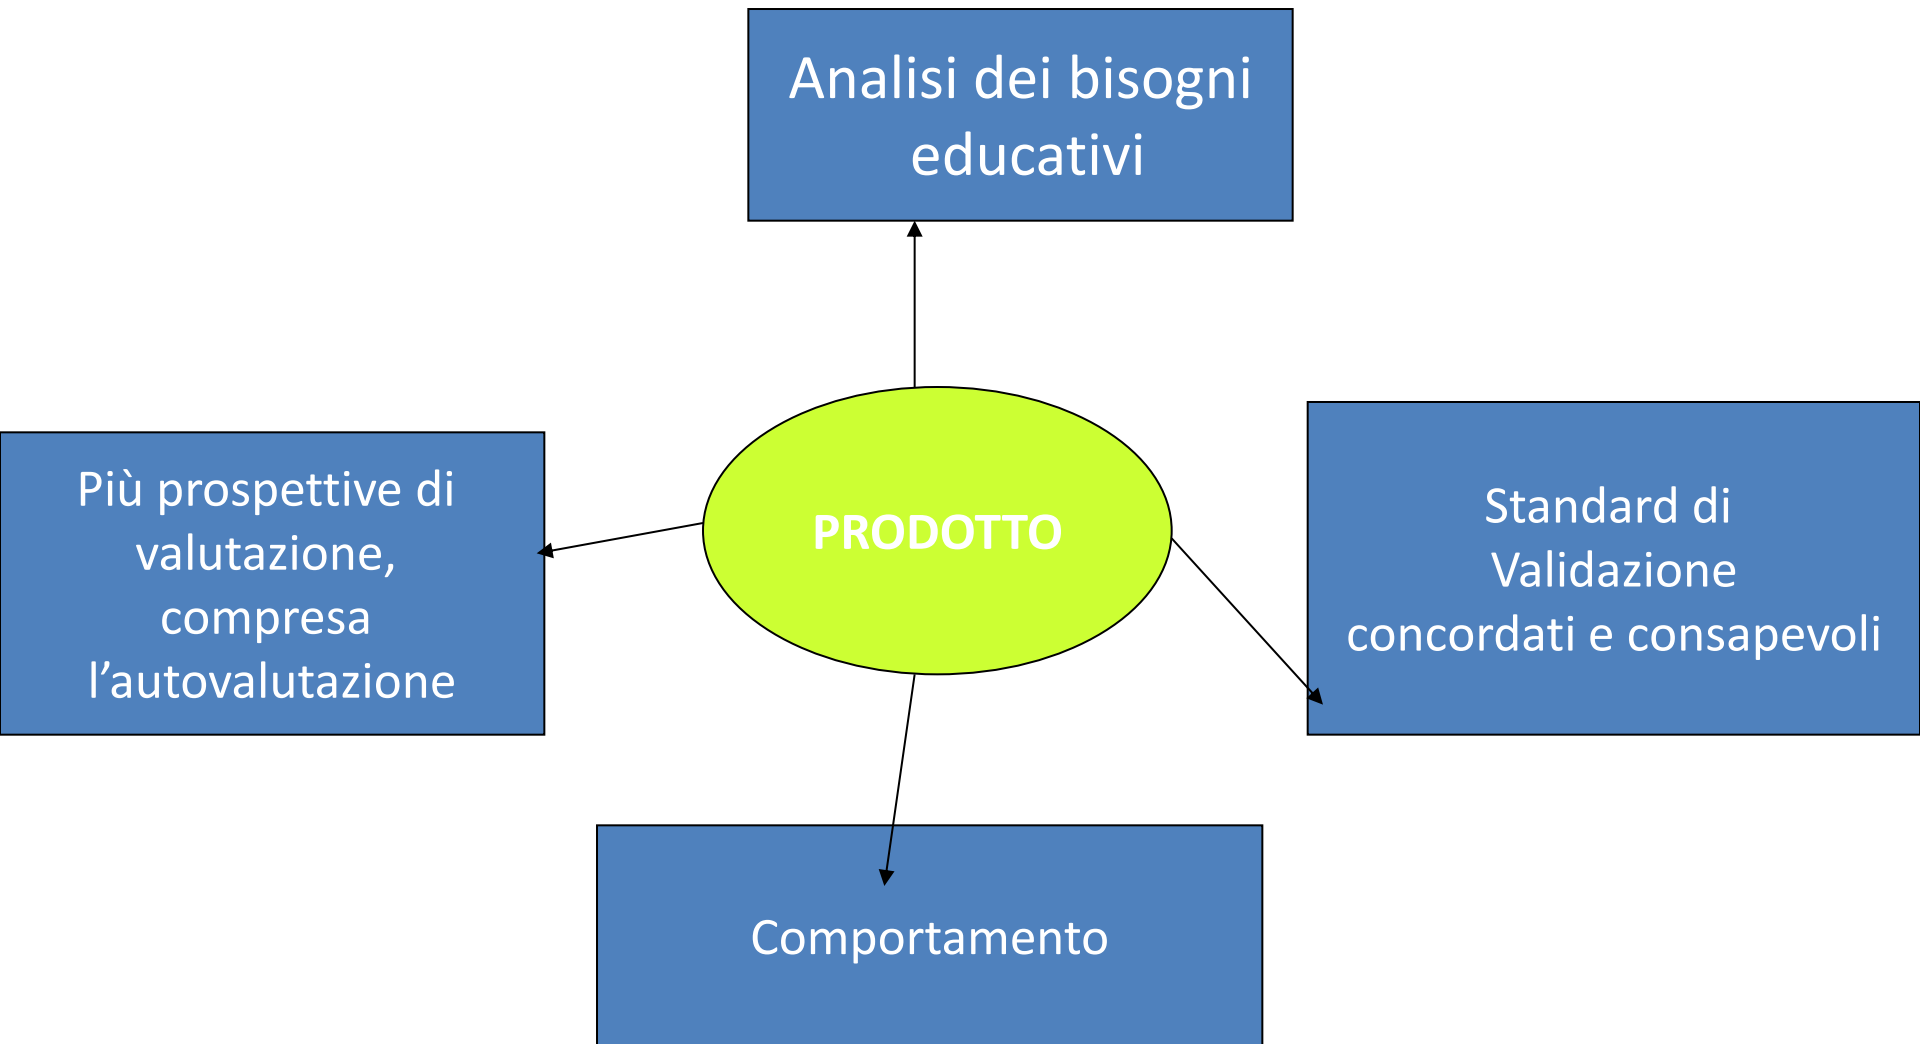 Analisi dei bisogni
educativi
Più prospettive di
valutazione,
compresa
l’autovalutazione
PRODOTTO
Standard di
Validazione
concordati e consapevoli
Comportamento